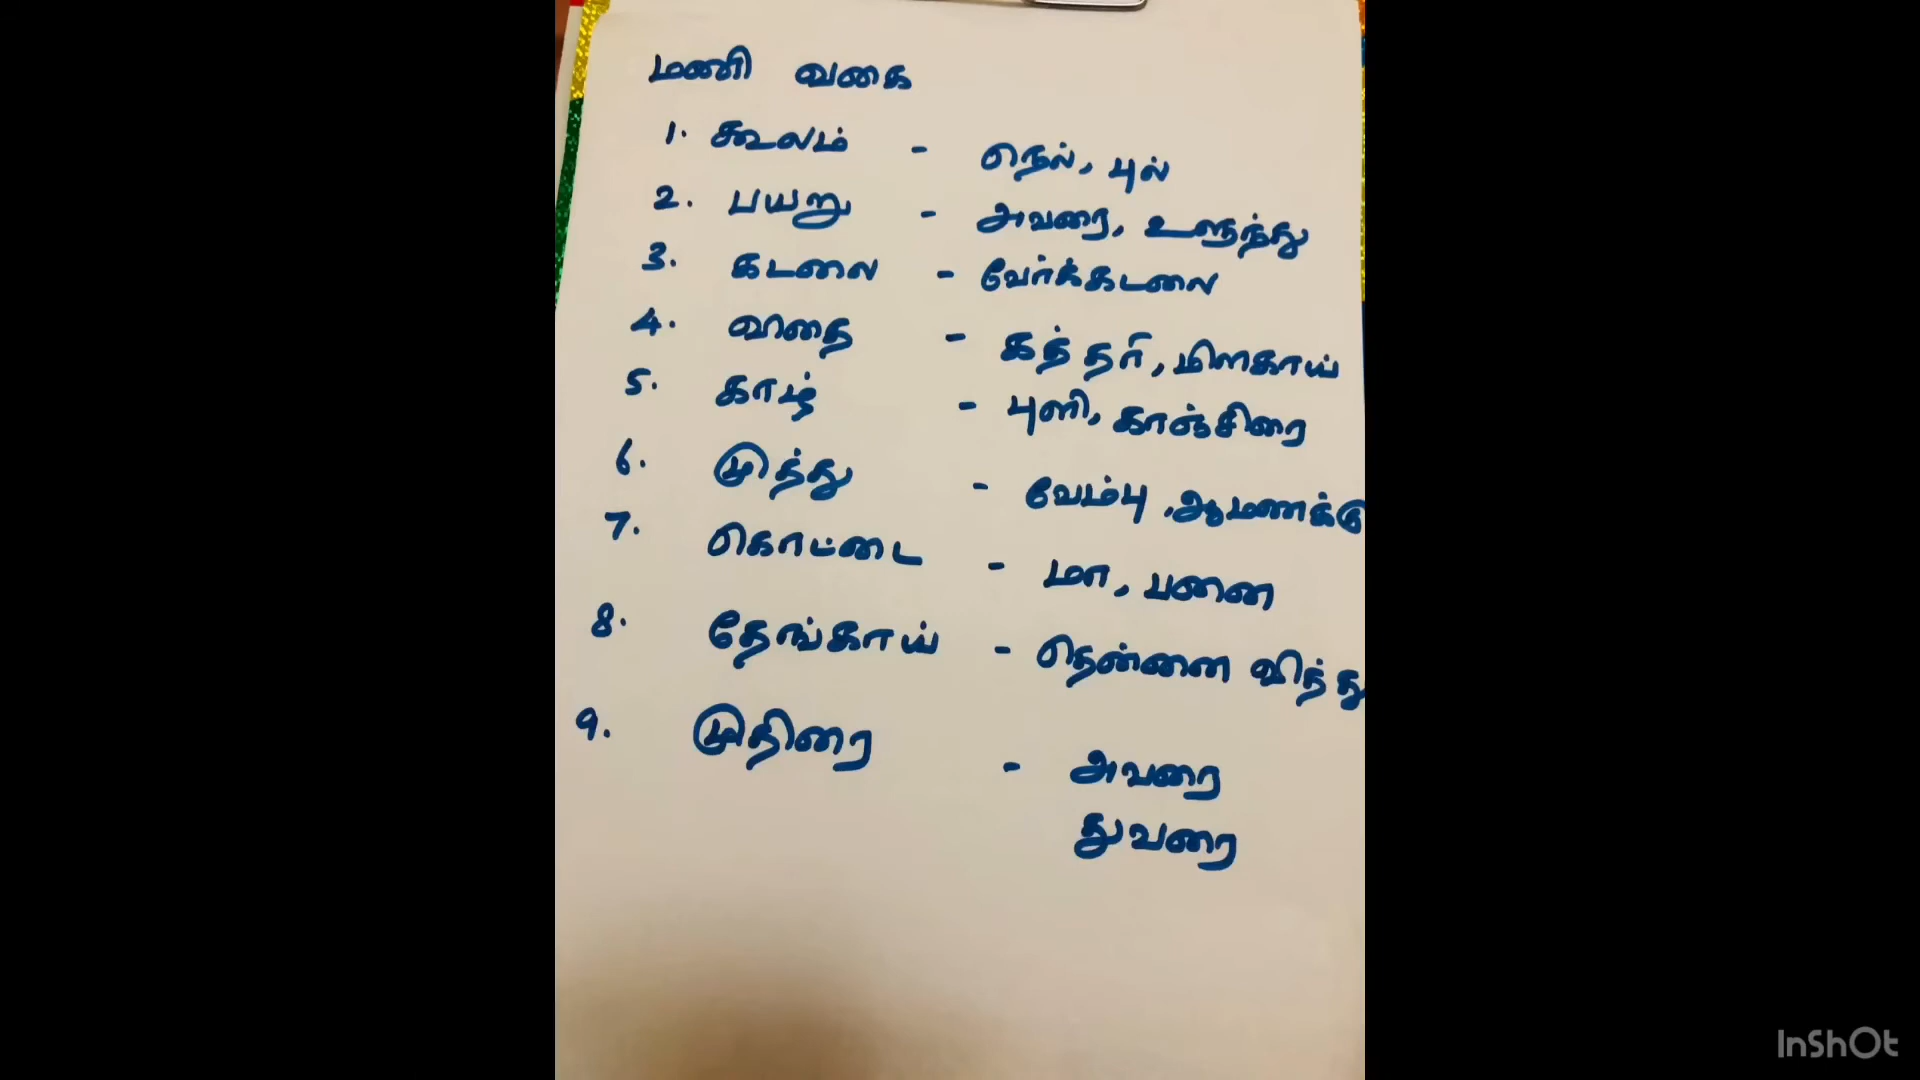 மணி வகை
1. கூலம் - நெல், புல்
2. பயறு - அவரை, உளுந்து
3. கடலை - வேர்க்கடலை
4. விதை - கத்தரி, மிளகாய்
5. காழ் - புளி, காஞ்சிரை
6. முத்து - வேம்பு, ஆமணக்கு
7. கொட்டை - மா, பனை
8. தேங்காய் - தென்னை வித்து
9. முதிரை - அவரை
துவரை
InShOt